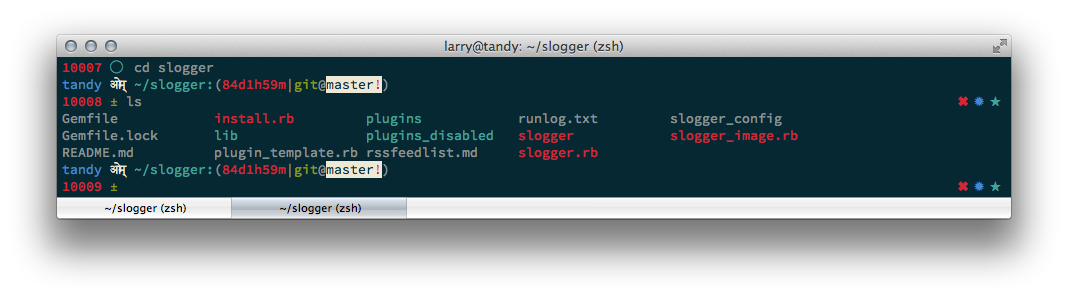 larry@tandy: ~/slogger (zsh)
10007 ○ cd slogger
tandy ओम् ~/slogger:(84d1h59m|git@master!)
10008 ± ls ✖ ✹ ★
Gemfile install.rb plugins runlog.txt slogger_config
Gemfile.lock lib plugins_disabled slogger slogger_image.rb
README.md plugin_template.rb rssfeedlist.md slogger.rb
tandy ओम् ~/slogger:(84d1h59m|git@master!)
10009 ± ✖ ✹ ★
~/slogger (zsh) ~/slogger (zsh)